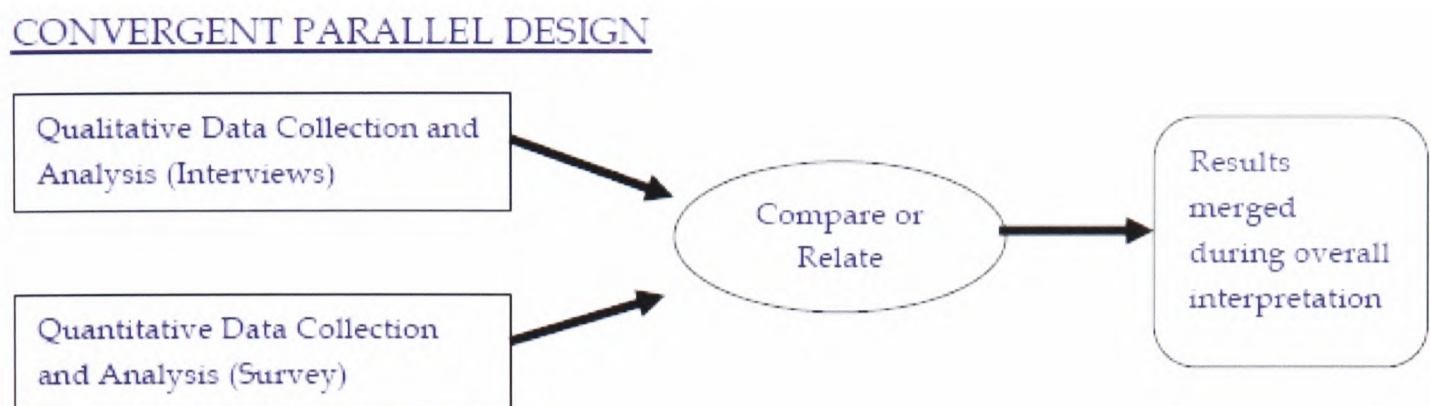 CONVERGENT PARALLEL DESIGN
Qualitative Data Collection and
Analysis (Interviews)
Quantitative Data Collection
and Analysis (Survey)
Compare or
Relate
Results
merged
during overall
interpretation